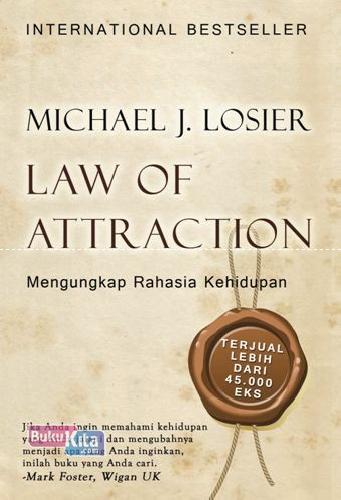 INTERNATIONAL BESTSELLER
MICHAEL J. LOSIER
LAW OF
ATTRACTION
Mengungkap Rahasia Kehidupan
TERJUAL
LEBIH
DARI
45.000
EKS
Jika Anda ingin memahami kehidupan
dan mengubahnya
menjadi Anda inginkan,
inilah buku yang Anda cari.
-Mark Foster, Wigan UK
BukuKita.com